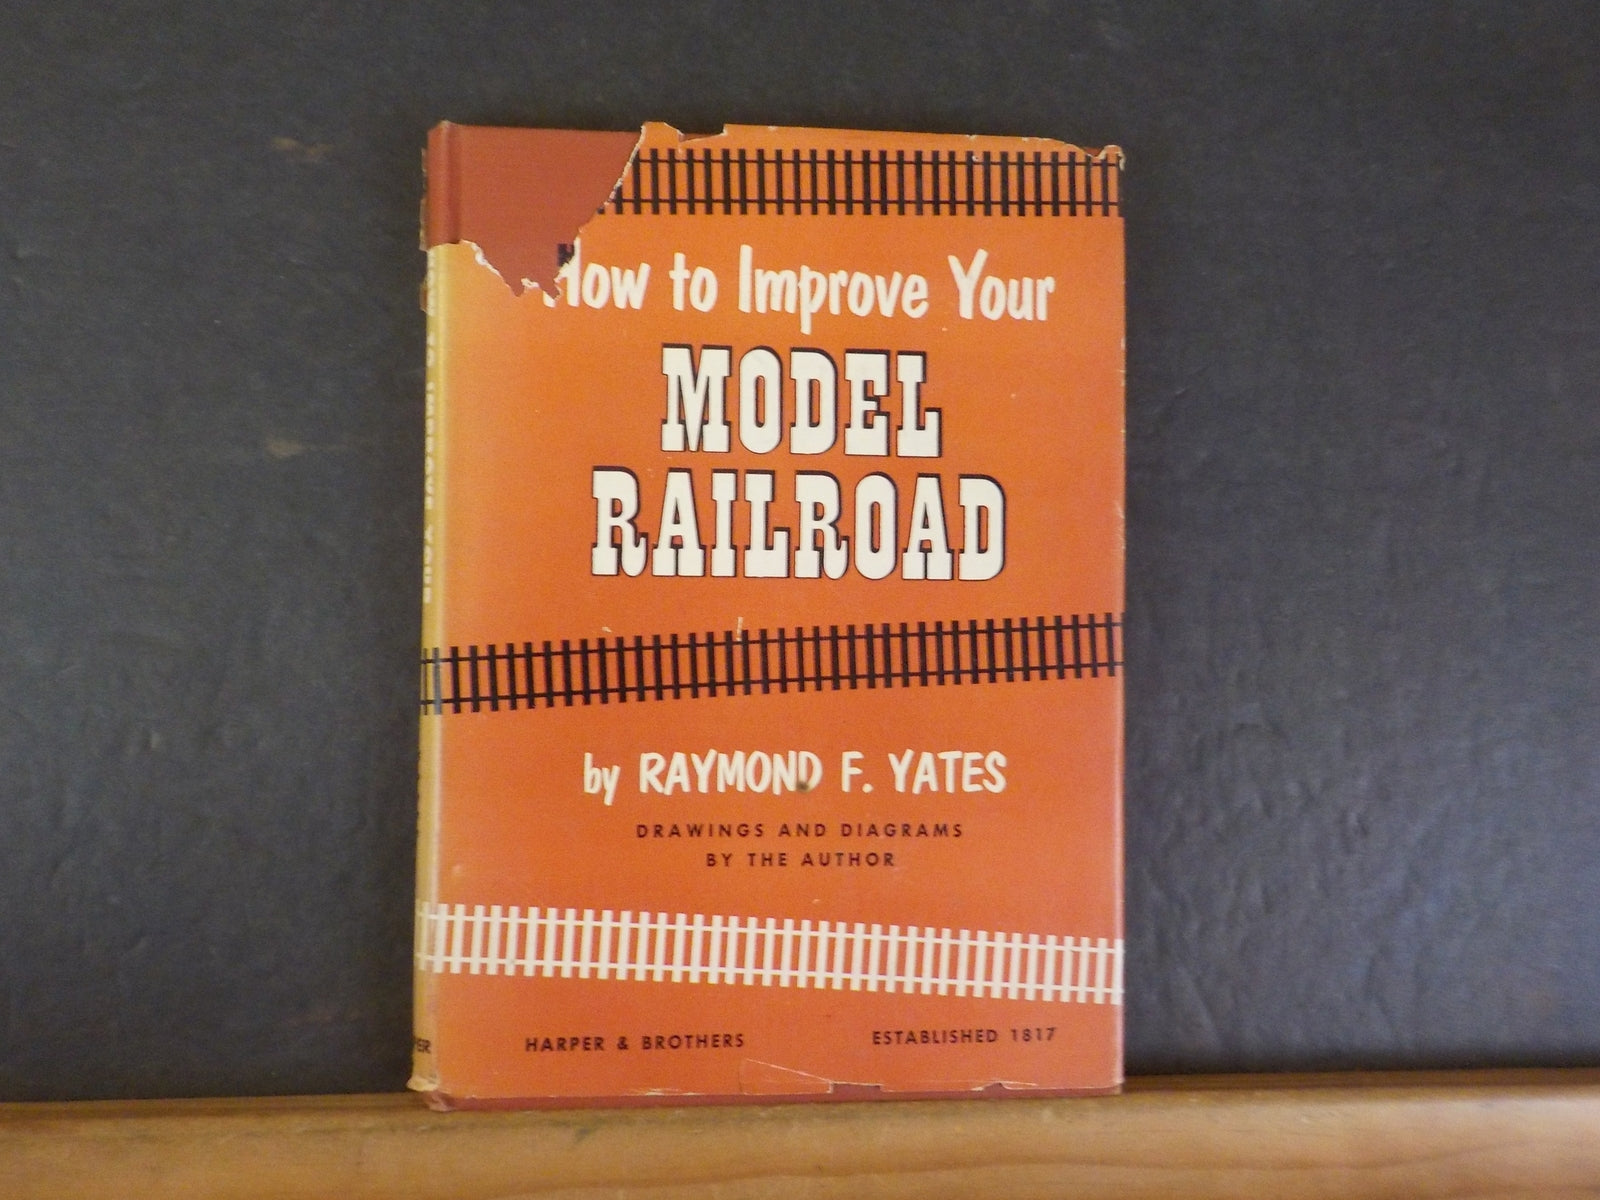 How to Improve Your
MODEL
RAILROAD
by RAYMOND F. YATES
DRAWINGS AND DIAGRAMS
BY THE AUTHOR
HARPER & BROTHERS
ESTABLISHED 1817